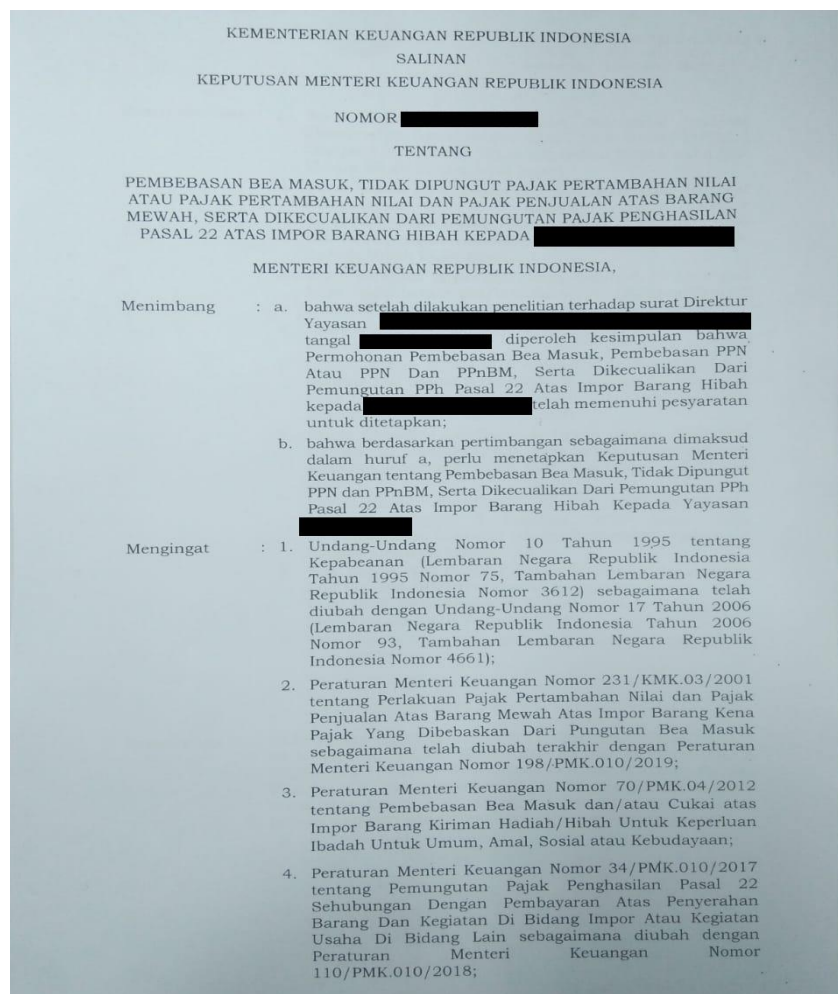 KEMENTERIAN KEUANGAN REPUBLIK INDONESIA
SALINAN
KEPUTUSAN MENTERI KEUANGAN REPUBLIK INDONESIA
NOMOR
TENTANG
PEMBEBASAN BEA MASUK, TIDAK DIPUNGUT PAJAK PERTAMBAHAN NILAI
ATAU PAJAK PERTAMBAHAN NILAI DAN PAJAK PENJUALAN ATAS BARANG
MEWAH, SERTA DIKECUALIKAN DARI PEMUNGUTAN PAJAK PENGHASILAN
PASAL 22 ATAS IMPOR BARANG HIBAH KEPADA
MENTERI KEUANGAN REPUBLIK INDONESIA,
Menimbang : a. bahwa setelah dilakukan penelitian terhadap surat Direktur
Yayasan
tangal diperoleh kesimpulan bahwa
Permohonan Pembebasan Bea Masuk, Pembebasan PPN
Atau PPN Dan PPnBM, Serta Dikecualikan Dari
Pemungutan PPh Pasal 22 Atas Impor Barang Hibah
kepada telah memenuhi pesyaratan
untuk ditetapkan;
b. bahwa berdasarkan pertimbangan sebagaimana dimaksud
dalam huruf a, perlu menetapkan Keputusan Menteri
Keuangan tentang Pembebasan Bea Masuk, Tidak Dipungut
PPN dan PPnBM, Serta Dikecualikan Dari Pemungutan PPh
Pasal 22 Atas Impor Barang Hibah Kepada Yayasan
Mengingat : 1. Undang-Undang Nomor 10 Tahun 1995 tentang
Kepabeanan (Lembaran Negara Republik Indonesia
Tahun 1995 Nomor 75, Tambahan Lembaran Negara
Republik Indonesia Nomor 3612) sebagaimana telah
diubah dengan Undang-Undang Nomor 17 Tahun 2006
(Lembaran Negara Republik Indonesia Tahun 2006
Nomor 93, Tambahan Lembaran Negara Republik
Indonesia Nomor 4661);
2. Peraturan Menteri Keuangan Nomor 231/KMK.03/2001
tentang Perlakuan Pajak Pertambahan Nilai dan Pajak
Penjualan Atas Barang Mewah Atas Impor Barang Kena
Pajak Yang Dibebaskan Dari Pungutan Bea Masuk
sebagaimana telah diubah terakhir dengan Peraturan
Menteri Keuangan Nomor 198/PMK.010/2019;
3. Peraturan Menteri Keuangan Nomor 70/PMK.04/2012
tentang Pembebasan Bea Masuk dan/atau Cukai atas
Impor Barang Kiriman Hadiah/Hibah Untuk Keperluan
Ibadah Untuk Umum, Amal, Sosial atau Kebudayaan;
4. Peraturan Menteri Keuangan Nomor 34/PMK.010/2017
tentang Pemungutan Pajak Penghasilan Pasal 22
Sehubungan Dengan Pembayaran Atas Penyerahan
Barang Dan Kegiatan Di Bidang Impor Atau Kegiatan
Usaha Di Bidang Lain sebagaimana diubah dengan
Peraturan Menteri Keuangan Nomor
110/PMK.010/2018;